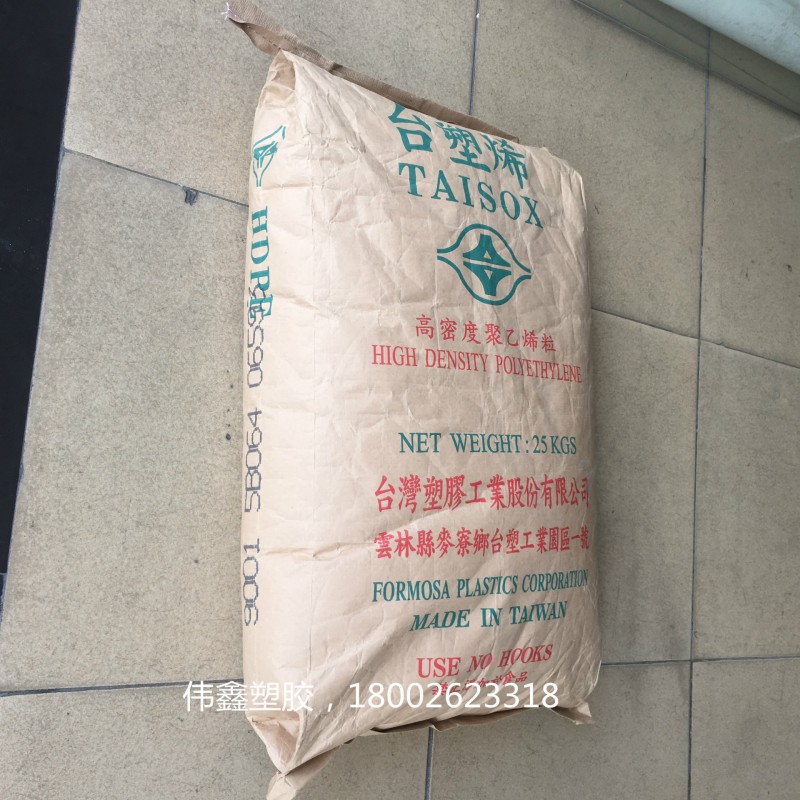 台塑烯
TAISOX
高密度聚乙烯粒
HIGH DENSITY POLYETHYLENE
NET WEIGHT : 25 KGS
台灣塑膠工業股份有限公司
雲林縣麥寮鄉台塑工業園區一號
FORMOSA PLASTICS CORPORATION
MADE IN TAIWAN
USE NO HOOKS
HDPE
9001 5B064
伟鑫塑胶，18002623318